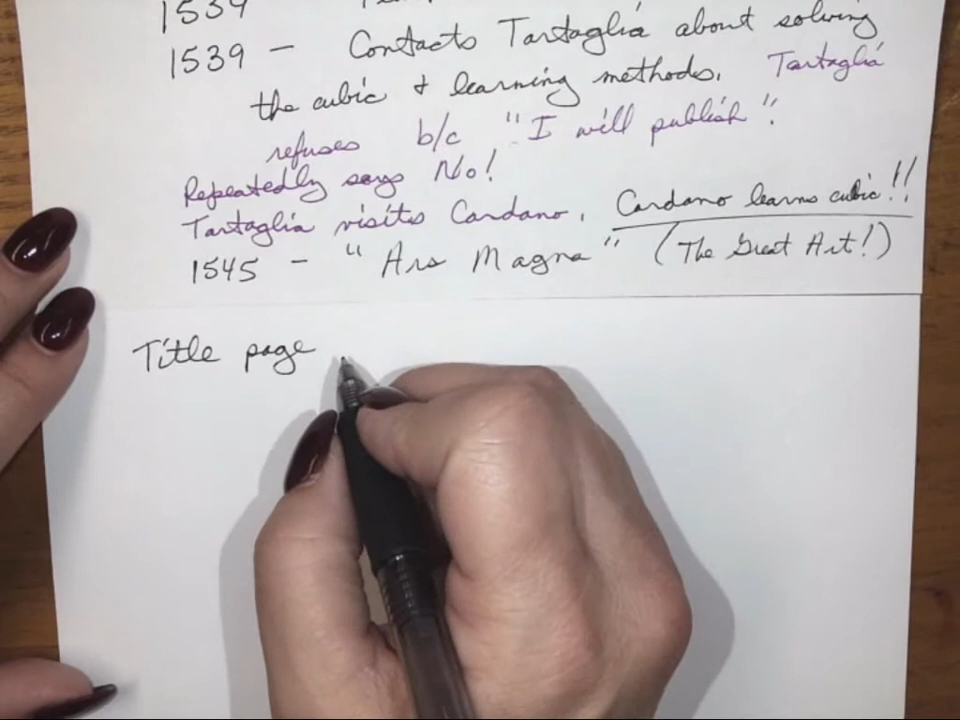 1539 -
1539 - Contacts Tartaglia about solving
the cubic & learning methods. Tartaglia
refuses b/c "I will publish".
Repeatedly says No!
Tartaglia visits Cardano. Cardano learns cubic!!
1545 - "Ars Magna" (The Great Art!)
Title page